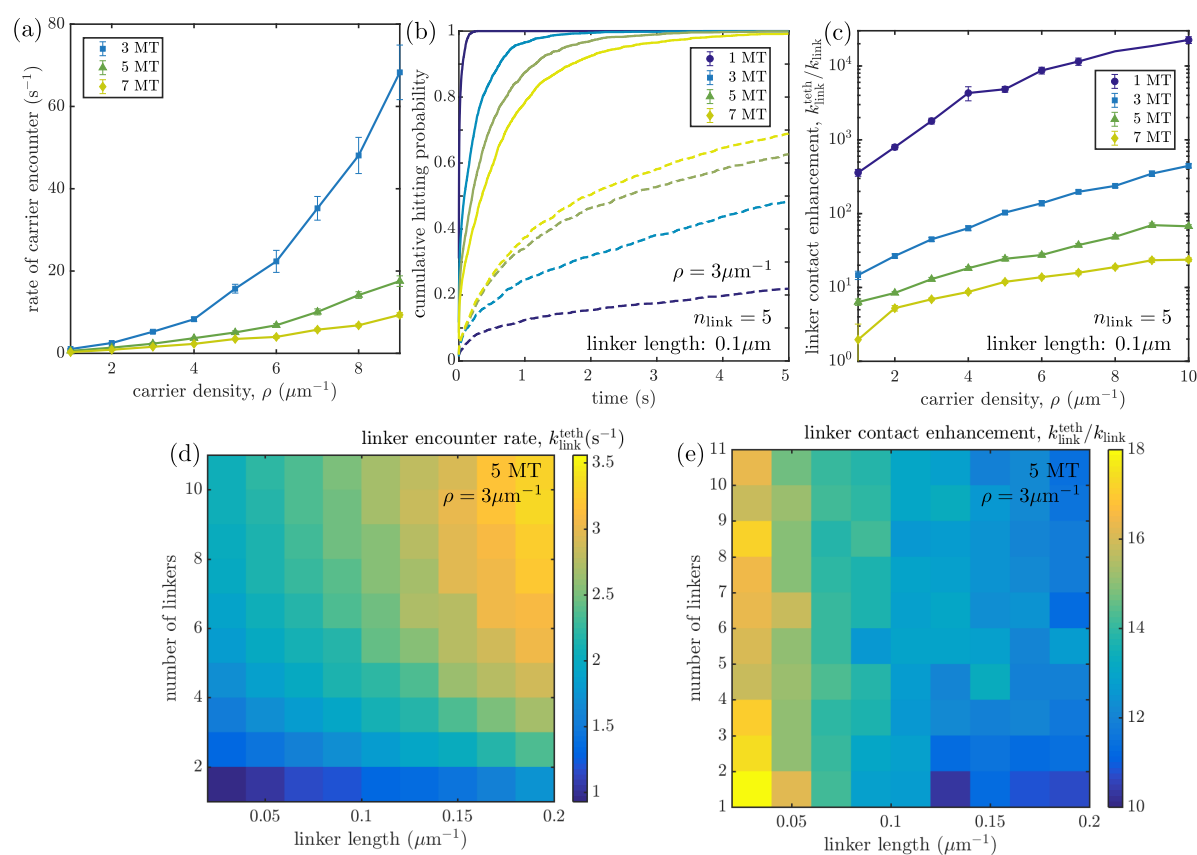 (a)
80
60
40
20
0
2
4
6
8
rate of carrier encounter (s⁻¹)
carrier density, ρ (μm⁻¹)
3 MT
5 MT
7 MT
(b)
1
0.8
0.6
0.4
0.2
0
0
1
2
3
4
5
cumulative hitting probability
time (s)
1 MT
3 MT
5 MT
7 MT
ρ = 3μm⁻¹
n_link = 5
linker length: 0.1μm
(c)
10⁴
10³
10²
10¹
10⁰
2
4
6
8
10
linker contact enhancement, k_link^teth/k_link
carrier density, ρ (μm⁻¹)
1 MT
3 MT
5 MT
7 MT
n_link = 5
linker length: 0.1μm
(d)
linker encounter rate, k_link^teth(s⁻¹)
5 MT
ρ = 3μm⁻¹
10
8
6
4
2
0.05
0.1
0.15
0.2
number of linkers
linker length (μm⁻¹)
3.5
3
2.5
2
1.5
1
(e)
linker contact enhancement, k_link^teth/k_link
5 MT
ρ = 3μm⁻¹
11
10
9
8
7
6
5
4
3
2
1
0.05
0.1
0.15
0.2
number of linkers
linker length (μm⁻¹)
18
16
14
12
10